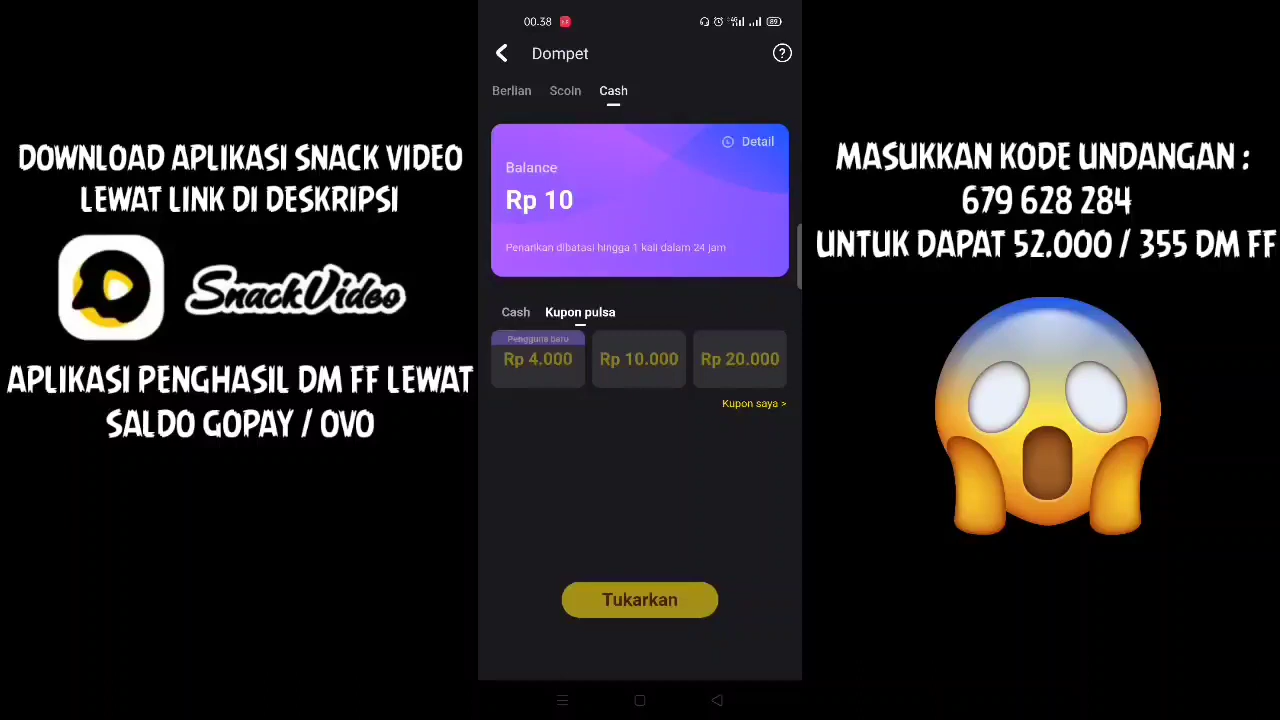 00.38
Dompet
Berlian Scoin Cash
Detail
Balance
Rp 10
Penarikan dibatasi hingga 1 kali dalam 24 jam
Cash Kupon pulsa
Pengguna baru
Rp 4.000 Rp 10.000 Rp 20.000
Kupon saya >
Tukarkan
DOWNLOAD APLIKASI SNACK VIDEO
LEWAT LINK DI DESKRIPSI
SnackVideo
APLIKASI PENGHASIL DM FF LEWAT
SALDO GOPAY / OVO
MASUKKAN KODE UNDANGAN :
679 628 284
UNTUK DAPAT 52.000 / 355 DM FF